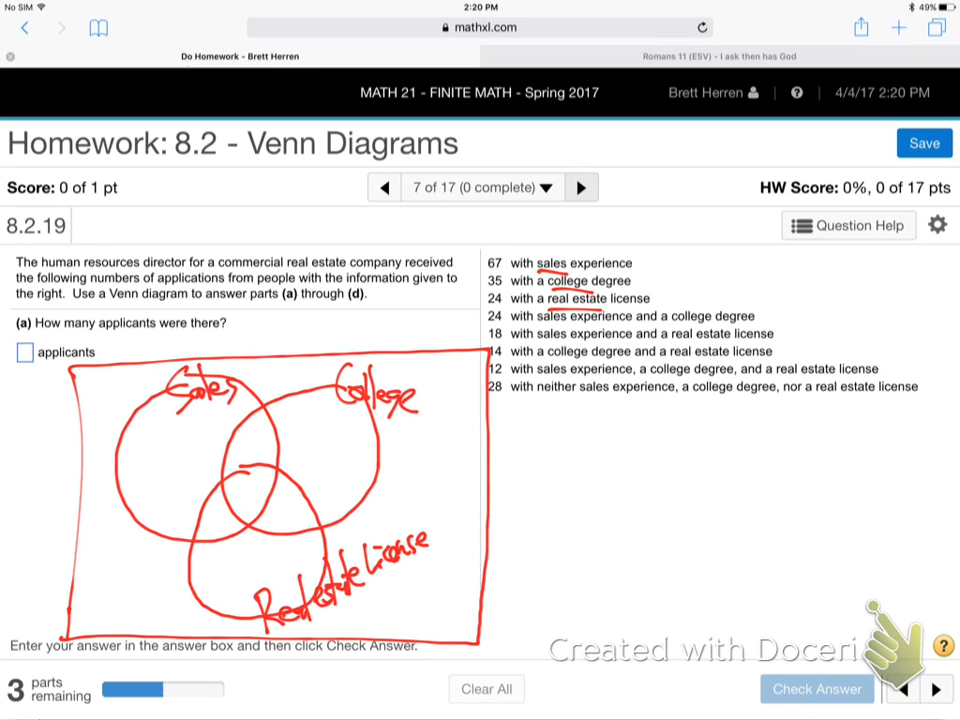 No SIM 2:20 PM 49%
mathxl.com
Do Homework - Brett Herren Romans 11 (ESV) - I ask then has God
MATH 21 - FINITE MATH - Spring 2017 Brett Herren ? 4/4/17 2:20 PM
Homework: 8.2 - Venn Diagrams Save
Score: 0 of 1 pt 7 of 17 (0 complete) HW Score: 0%, 0 of 17 pts
8.2.19 Question Help
The human resources director for a commercial real estate company received
the following numbers of applications from people with the information given to
the right. Use a Venn diagram to answer parts (a) through (d).
(a) How many applicants were there?
applicants
67 with sales experience
35 with a college degree
24 with a real estate license
24 with sales experience and a college degree
18 with sales experience and a real estate license
14 with a college degree and a real estate license
12 with sales experience, a college degree, and a real estate license
28 with neither sales experience, a college degree, nor a real estate license
Sales
College
Real estate License
Enter your answer in the answer box and then click Check Answer.
Created with Doceri
?
3 parts remaining Clear All Check Answer